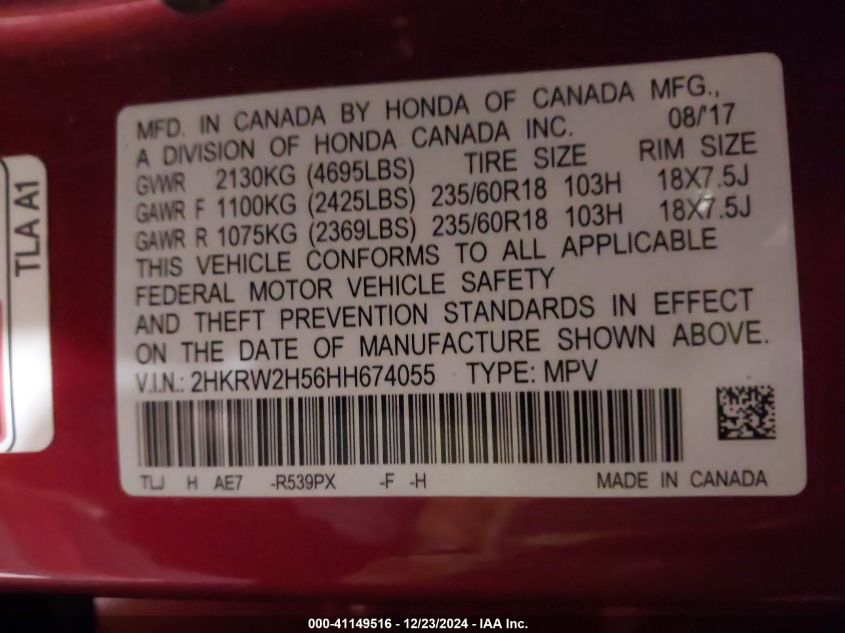 MFD. IN CANADA BY HONDA OF CANADA MFG.,
A DIVISION OF HONDA CANADA INC. 08/'17
GVWR 2130KG (4695LBS) TIRE SIZE RIM SIZE
GAWR F 1100KG (2425LBS) 235/60R18 103H 18X7.5J
GAWR R 1075KG (2369LBS) 235/60R18 103H 18X7.5J
THIS VEHICLE CONFORMS TO ALL APPLICABLE
FEDERAL MOTOR VEHICLE SAFETY
AND THEFT PREVENTION STANDARDS IN EFFECT
ON THE DATE OF MANUFACTURE SHOWN ABOVE.
V.I.N.: 2HKRW2H56HH674055 TYPE: MPV
TLJ H AE7 -R539PX -F -H MADE IN CANADA
TLA A1
000-41149516 - 12/23/2024 - IAA Inc.